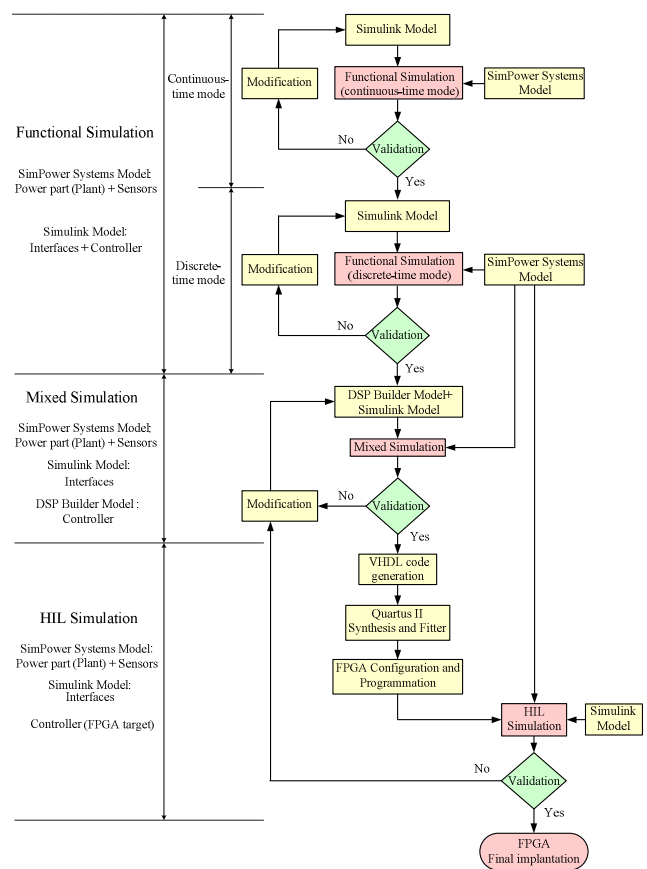 Functional Simulation
SimPower Systems Model:
Power part (Plant) + Sensors
Simulink Model:
Interfaces + Controller
Continuous-
time mode
Discrete-
time mode
Simulink Model
Modification
Functional Simulation
(continuous-time mode)
SimPower Systems
Model
No
Validation
Yes
Simulink Model
Modification
Functional Simulation
(discrete-time mode)
SimPower Systems
Model
No
Validation
Yes
Mixed Simulation
SimPower Systems Model:
Power part (Plant) + Sensors
Simulink Model:
Interfaces
DSP Builder Model :
Controller
DSP Builder Model+
Simulink Model
Mixed Simulation
Modification
No
Validation
Yes
HIL Simulation
SimPower Systems Model:
Power part (Plant) + Sensors
Simulink Model:
Interfaces
Controller (FPGA target)
VHDL code
generation
Quartus II
Synthesis and Fitter
FPGA Configuration and
Programmation
HIL
Simulation
Simulink
Model
No
Validation
Yes
FPGA
Final implantation